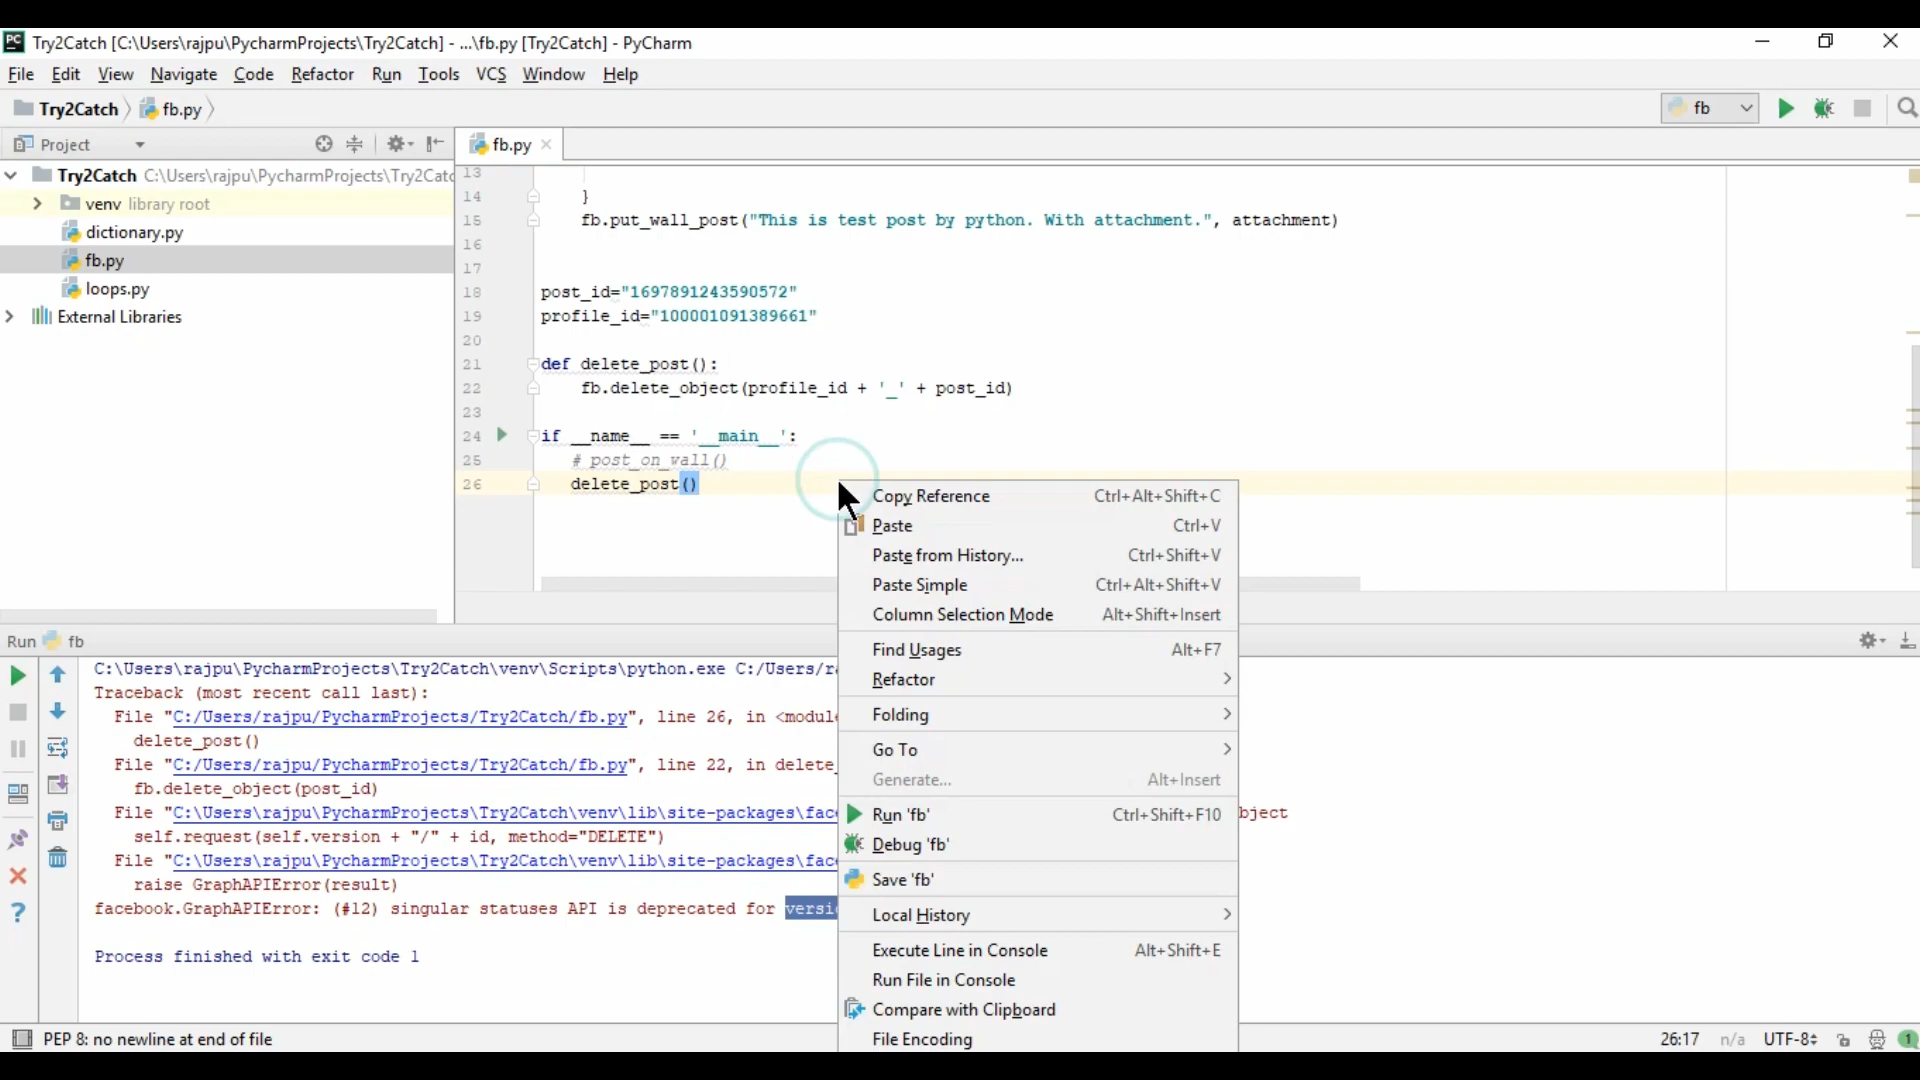 PC Try2Catch [C:\Users\rajpu\PycharmProjects\Try2Catch] - ...\fb.py [Try2Catch] - PyCharm
File Edit View Navigate Code Refactor Run Tools VCS Window Help
Try2Catch fb.py fb
Project fb.py
Try2Catch C:\Users\rajpu\PycharmProjects\Try2Catc
venv library root
dictionary.py
fb.py
loops.py
External Libraries
13
14 }
15 fb.put_wall_post("This is test post by python. With attachment.", attachment)
16
17
18 post_id="1697891243590572"
19 profile_id="100001091389661"
20
21 def delete_post():
22 fb.delete_object(profile_id + '_' + post_id)
23
24 if __name__ == '__main__':
25 # post_on_wall()
26 delete_post()
Copy Reference Ctrl+Alt+Shift+C
Paste Ctrl+V
Paste from History... Ctrl+Shift+V
Paste Simple Ctrl+Alt+Shift+V
Column Selection Mode Alt+Shift+Insert
Find Usages Alt+F7
Refactor
Folding
Go To
Generate... Alt+Insert
Run 'fb' Ctrl+Shift+F10
Debug 'fb'
Save 'fb'
Local History
Execute Line in Console Alt+Shift+E
Run File in Console
Compare with Clipboard
File Encoding
Run fb
C:\Users\rajpu\PycharmProjects\Try2Catch\venv\Scripts\python.exe C:/Users/ra
Traceback (most recent call last):
File "C:/Users/rajpu/PycharmProjects/Try2Catch/fb.py", line 26, in <modul
delete_post()
File "C:/Users/rajpu/PycharmProjects/Try2Catch/fb.py", line 22, in delete_
fb.delete_object(post_id)
File "C:\Users\rajpu\PycharmProjects\Try2Catch\venv\lib\site-packages\fac bject
self.request(self.version + "/" + id, method="DELETE")
File "C:\Users\rajpu\PycharmProjects\Try2Catch\venv\lib\site-packages\fac
raise GraphAPIError(result)
facebook.GraphAPIError: (#12) singular statuses API is deprecated for versi
Process finished with exit code 1
PEP 8: no newline at end of file 26:17 n/a UTF-8 1